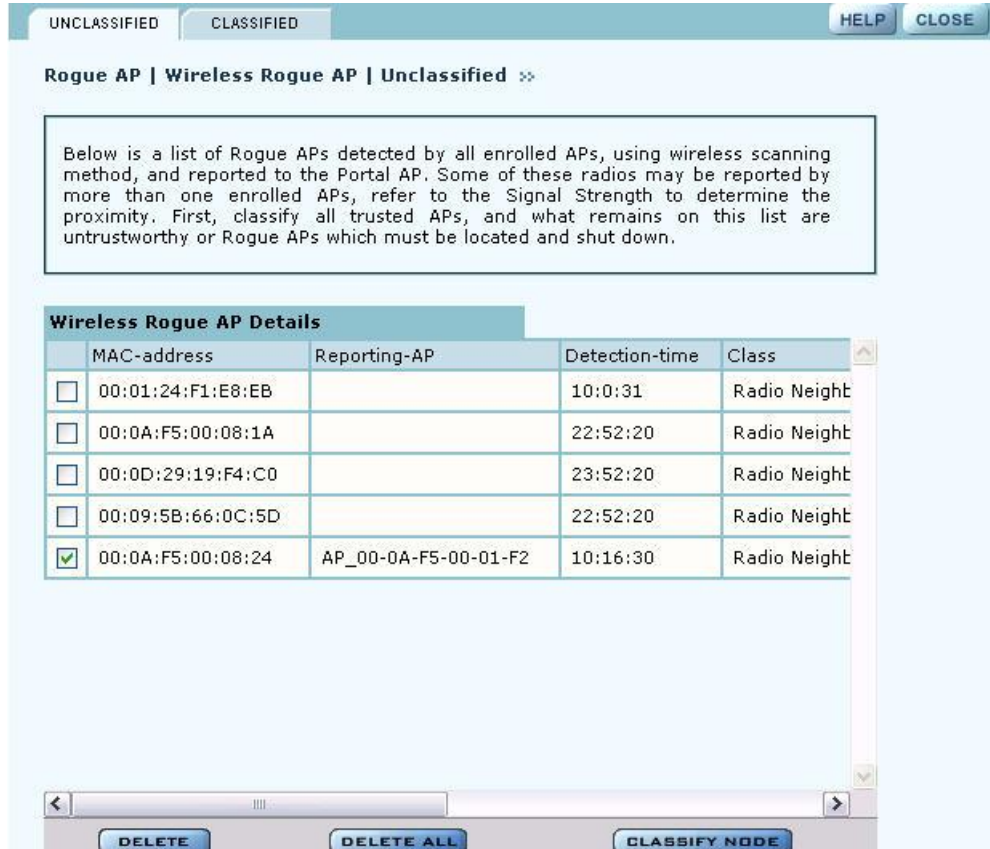 UNCLASSIFIED CLASSIFIED HELP CLOSE
Rogue AP | Wireless Rogue AP | Unclassified »
Below is a list of Rogue APs detected by all enrolled APs, using wireless scanning
method, and reported to the Portal AP. Some of these radios may be reported by
more than one enrolled APs, refer to the Signal Strength to determine the
proximity. First, classify all trusted APs, and what remains on this list are
untrustworthy or Rogue APs which must be located and shut down.
Wireless Rogue AP Details
MAC-address Reporting-AP Detection-time Class
00:01:24:F1:E8:EB 10:0:31 Radio Neighb
00:0A:F5:00:08:1A 22:52:20 Radio Neighb
00:0D:29:19:F4:C0 23:52:20 Radio Neighb
00:09:5B:66:0C:5D 22:52:20 Radio Neighb
00:0A:F5:00:08:24 AP_00-0A-F5-00-01-F2 10:16:30 Radio Neighb
DELETE DELETE ALL CLASSIFY NODE